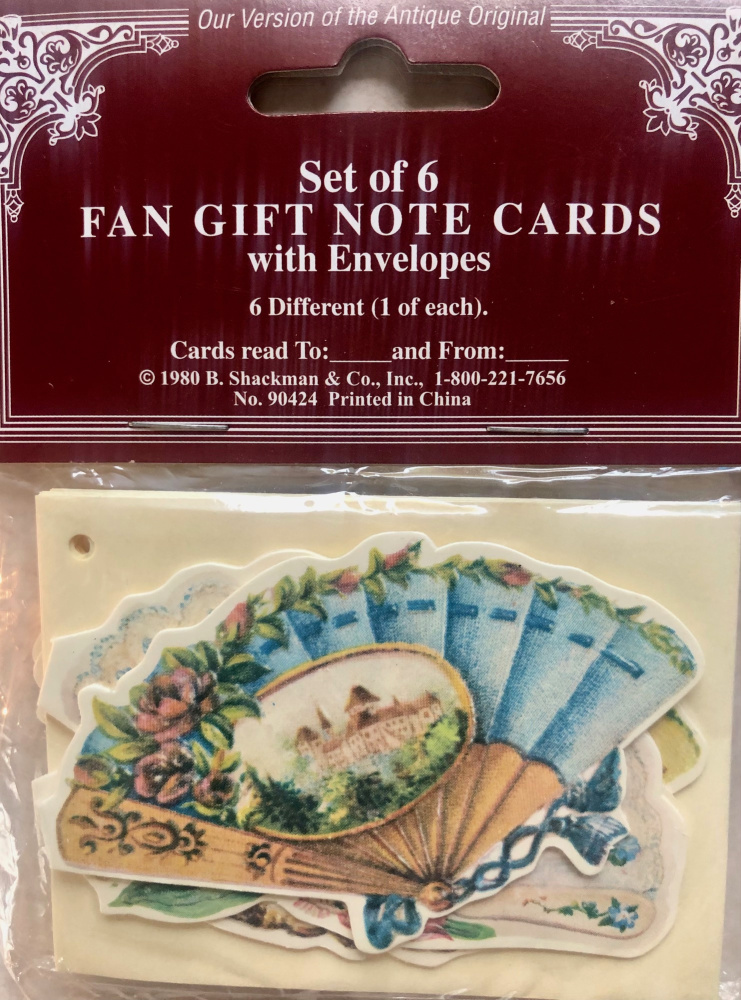 Our Version of the Antique Original
Set of 6
FAN GIFT NOTE CARDS
with Envelopes
6 Different (1 of each).
Cards read To:_____and From:_____
© 1980 B. Shackman & Co., Inc., 1-800-221-7656
No. 90424 Printed in China